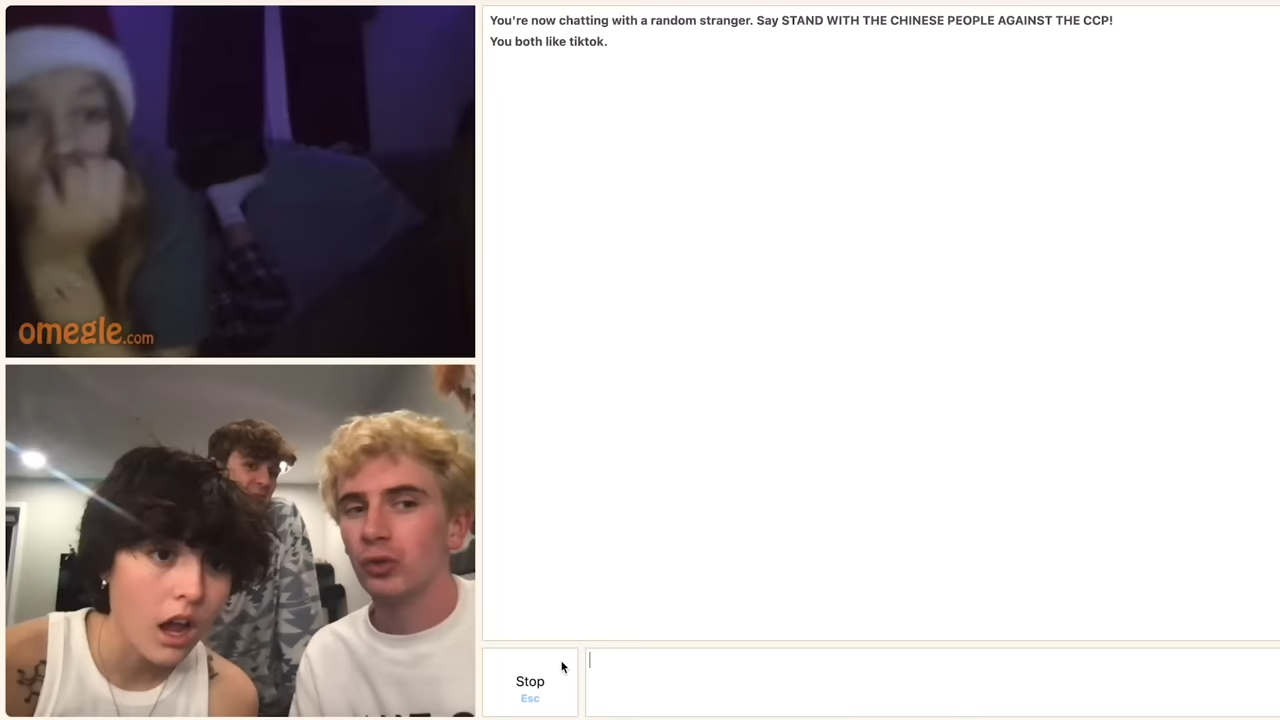 You're now chatting with a random stranger. Say STAND WITH THE CHINESE PEOPLE AGAINST THE CCP!
You both like tiktok.
omegle.com
Stop
Esc